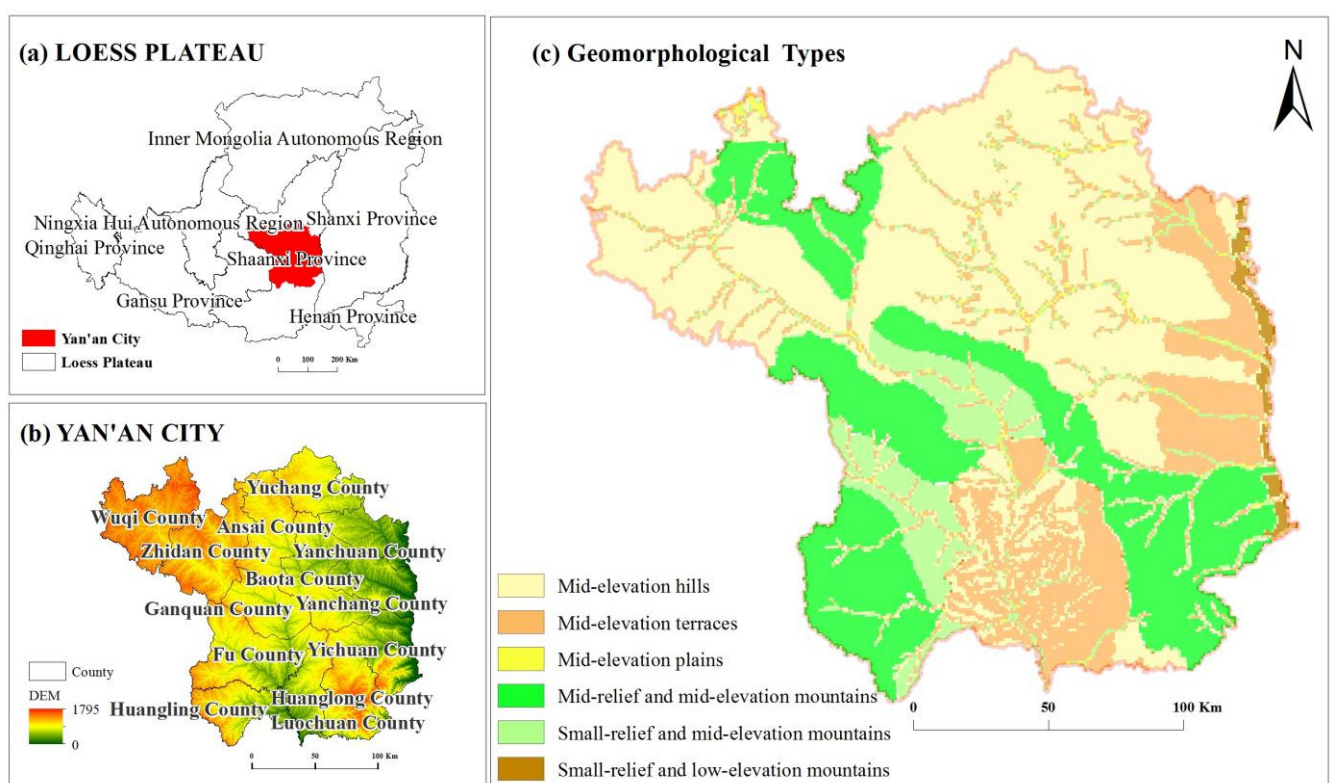 (a) LOESS PLATEAU
Inner Mongolia Autonomous Region
Ningxia Hui Autonomous Region
Shanxi Province
Qinghai Province
Shaanxi Province
Gansu Province
Henan Province
Yan'an City
Loess Plateau
0 100 200 Km
(b) YAN'AN CITY
Yuchang County
Wuqi County
Ansai County
Zhidan County
Yanchuan County
Baota County
Ganquan County
Yanchang County
Fu County
Yichuan County
Huanglong County
Huangling County
Luochuan County
County
DEM
1795
0
0 50 100 Km
(c) Geomorphological Types
N
Mid-elevation hills
Mid-elevation terraces
Mid-elevation plains
Mid-relief and mid-elevation mountains
Small-relief and mid-elevation mountains
Small-relief and low-elevation mountains
0 50 100 Km